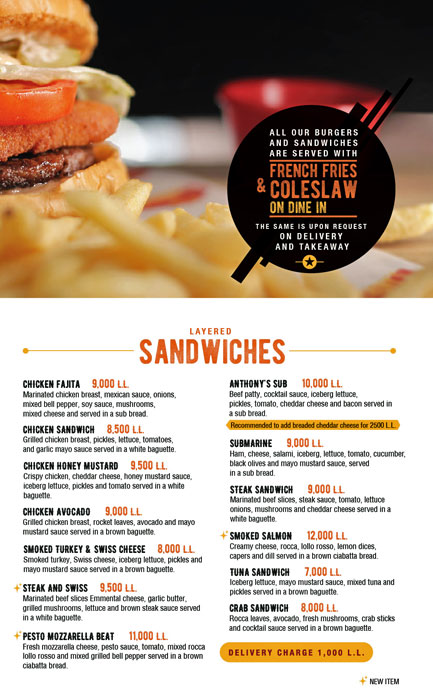 ALL OUR BURGERS
AND SANDWICHES
ARE SERVED WITH
FRENCH FRIES
& COLESLAW
ON DINE IN
THE SAME IS UPON REQUEST
ON DELIVERY
AND TAKEAWAY
LAYERED
SANDWICHES
CHICKEN FAJITA 9,000 L.L.
Marinated chicken breast, mexican sauce, onions,
mixed bell pepper, soy sauce, mushrooms,
mixed cheese and served in a sub bread.
CHICKEN SANDWICH 8,500 L.L.
Grilled chicken breast, pickles, lettuce, tomatoes,
and garlic mayo sauce served in a white baguette.
CHICKEN HONEY MUSTARD 9,500 L.L.
Crispy chicken, cheddar cheese, honey mustard sauce,
iceberg lettuce, pickles and tomato served in a white
baguette.
CHICKEN AVOCADO 9,000 L.L.
Grilled chicken breast, rocket leaves, avocado and mayo
mustard sauce served in a brown baguette.
SMOKED TURKEY & SWISS CHEESE 8,000 L.L.
Smoked turkey, Swiss cheese, iceberg lettuce, pickles and
mayo mustard sauce served in a brown baguette.
STEAK AND SWISS 9,500 L.L.
Marinated beef slices Emmental cheese, garlic butter,
grilled mushrooms, lettuce and brown steak sauce served
in a white baguette.
PESTO MOZZARELLA BEAT 11,000 L.L.
Fresh mozzarella cheese, pesto sauce, tomato, mixed rocca
lollo rosso and mixed grilled bell pepper served in a brown
ciabatta bread.
ANTHONY'S SUB 10,000 L.L.
Beef patty, cocktail sauce, iceberg lettuce,
pickles, tomato, cheddar cheese and bacon served in
a sub bread.
Recommended to add breaded cheddar cheese for 2500 L.L.
SUBMARINE 9,000 L.L.
Ham, cheese, salami, iceberg, lettuce, tomato, cucumber,
black olives and mayo mustard sauce, served
in a sub bread.
STEAK SANDWICH 9,000 L.L.
Marinated beef slices, steak sauce, tomato, lettuce
onions, mushrooms and cheddar cheese served in a
white baguette.
SMOKED SALMON 12,000 L.L.
Creamy cheese, rocca, lollo rosso, lemon dices,
capers and dill served in a brown ciabatta bread.
TUNA SANDWICH 7,000 L.L.
Iceberg lettuce, mayo mustard sauce, mixed tuna and
pickles served in a brown baguette.
CRAB SANDWICH 8,000 L.L.
Rocca leaves, avocado, fresh mushrooms, crab sticks
and cocktail sauce served in a brown baguette.
DELIVERY CHARGE 1,000 L.L.
NEW ITEM